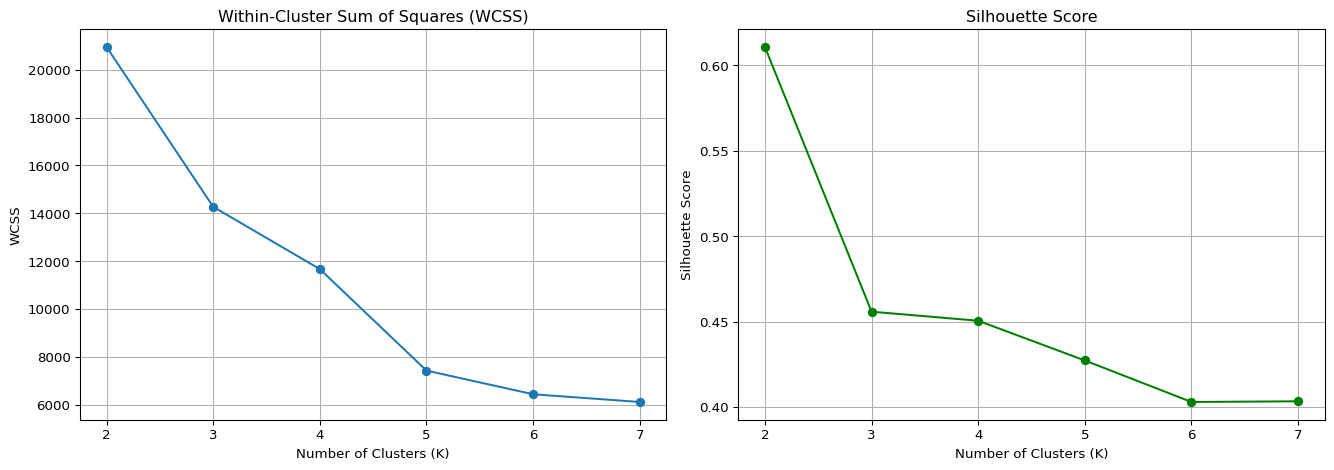 Within-Cluster Sum of Squares (WCSS)
20000
18000
16000
14000
12000
10000
8000
6000
WCSS
2 3 4 5 6 7
Number of Clusters (K)
Silhouette Score
0.60
0.55
0.50
0.45
0.40
Silhouette Score
2 3 4 5 6 7
Number of Clusters (K)